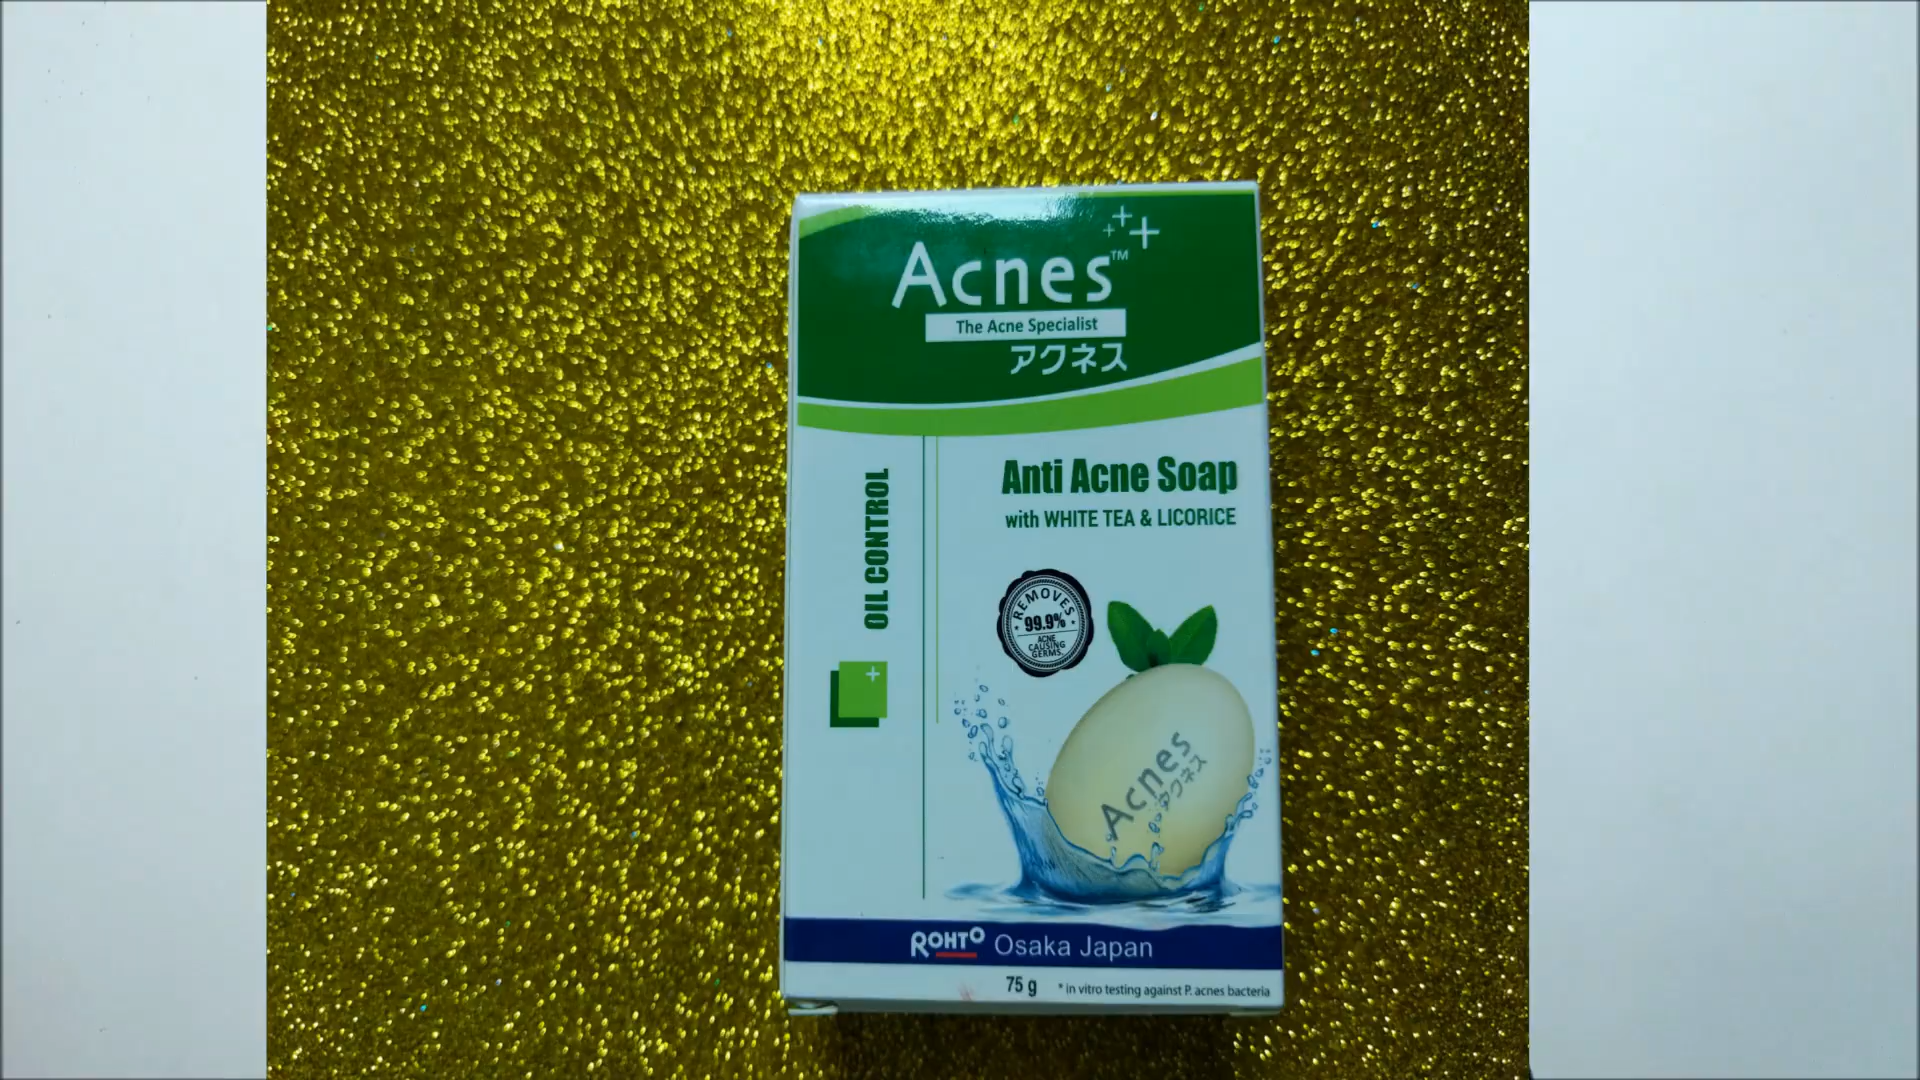 Acnes™
The Acne Specialist
アクネス
OIL CONTROL
Anti Acne Soap
with WHITE TEA & LICORICE
REMOVES
99.9%
ACNE
CAUSING
GERMS
Acnes
アクネス
ROHTO Osaka Japan
75 g
* in vitro testing against P. acnes bacteria